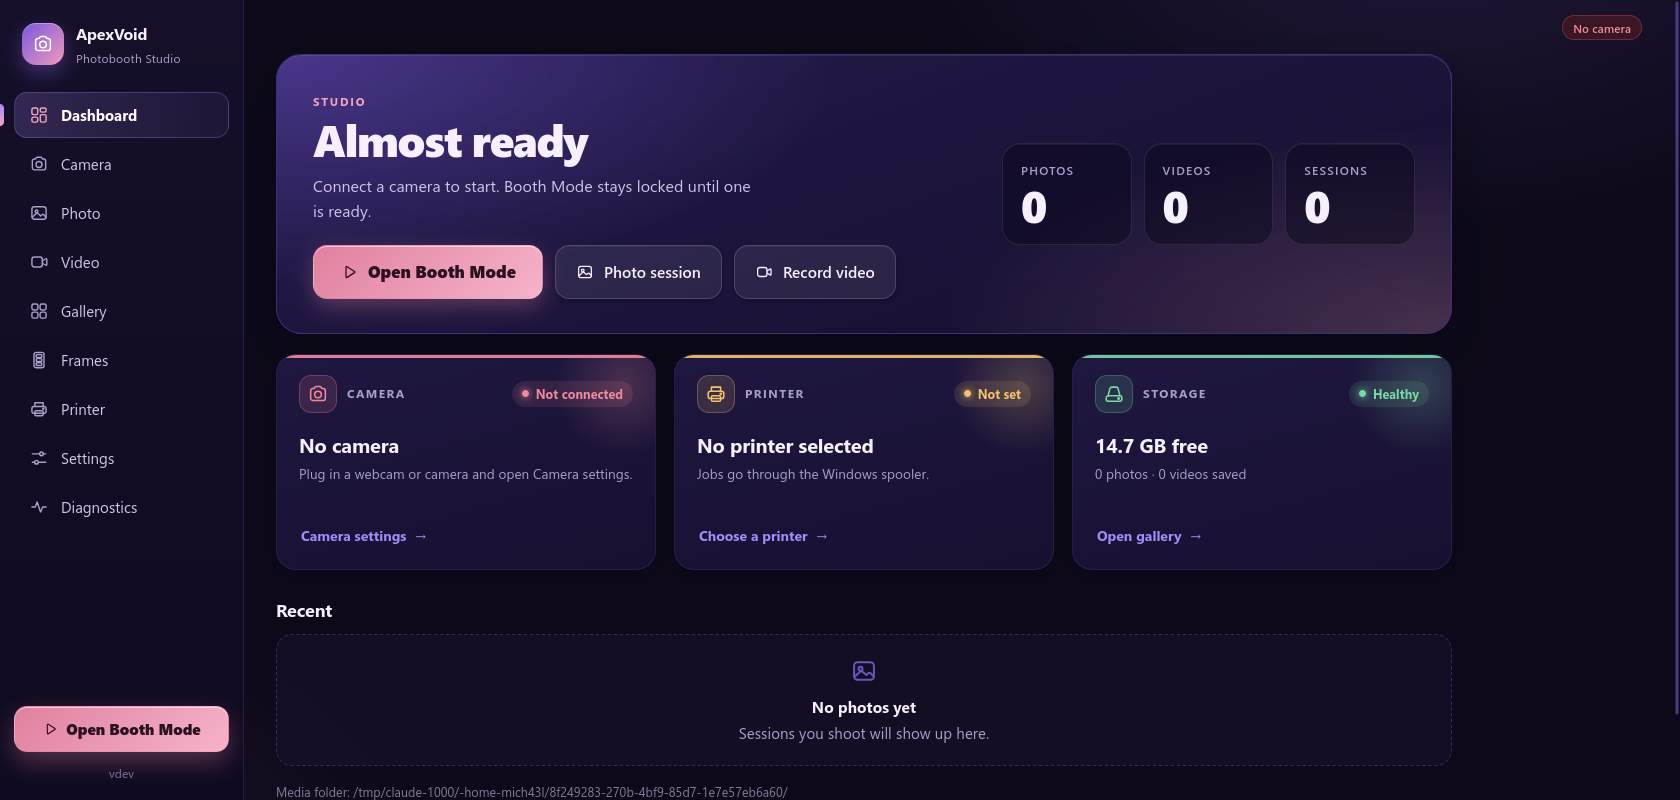 ApexVoid
Photobooth Studio
Dashboard
Camera
Photo
Video
Gallery
Frames
Printer
Settings
Diagnostics
Open Booth Mode
vdev
No camera
STUDIO
Almost ready
Connect a camera to start. Booth Mode stays locked until one
is ready.
Open Booth Mode
Photo session
Record video
PHOTOS
0
VIDEOS
0
SESSIONS
0
CAMERA
Not connected
No camera
Plug in a webcam or camera and open Camera settings.
Camera settings →
PRINTER
Not set
No printer selected
Jobs go through the Windows spooler.
Choose a printer →
STORAGE
Healthy
14.7 GB free
0 photos · 0 videos saved
Open gallery →
Recent
No photos yet
Sessions you shoot will show up here.
Media folder: /tmp/claude-1000/-home-mich43l/8f249283-270b-4bf9-85d7-1e7e57eb6a60/